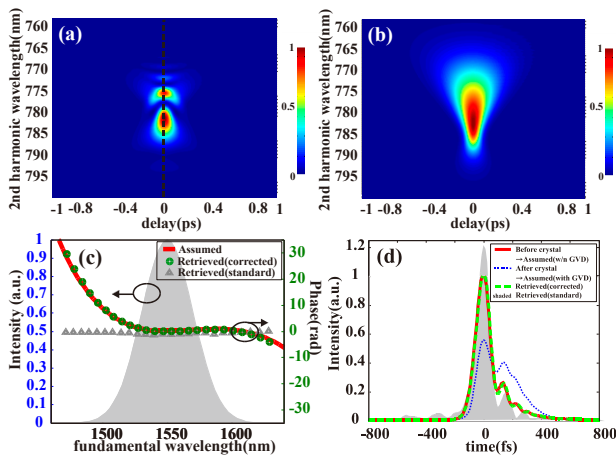 (a)
2nd harmonic wavelength(nm)
760
765
770
775
780
785
790
795
-1 -0.8 -0.4 0 0.4 0.8 1
delay(ps)
1
0.5
0
(b)
2nd harmonic wavelength(nm)
760
765
770
775
780
785
790
795
-1 -0.8 -0.4 0 0.4 0.8 1
delay(ps)
1
0.5
0
(c)
Intensity (a.u.)
1
0.9
0.8
0.7
0.6
0.5
0.4
0.3
0.2
0.1
0
Assumed
Retrieved(corrected)
Retrieved(standard)
30
20
10
0
-10
-20
-30
Phase(rad)
1500 1550 1600
fundamental wavelength(nm)
(d)
Intensity (a.u.)
1.2
1
0.8
0.6
0.4
0.2
0
Before crystal
→Assumed(w/n GVD)
After crystal
→Assumed(with GVD)
Retrieved(corrected)
shaded Retrieved(standard)
-800 -400 0 400 800
time(fs)